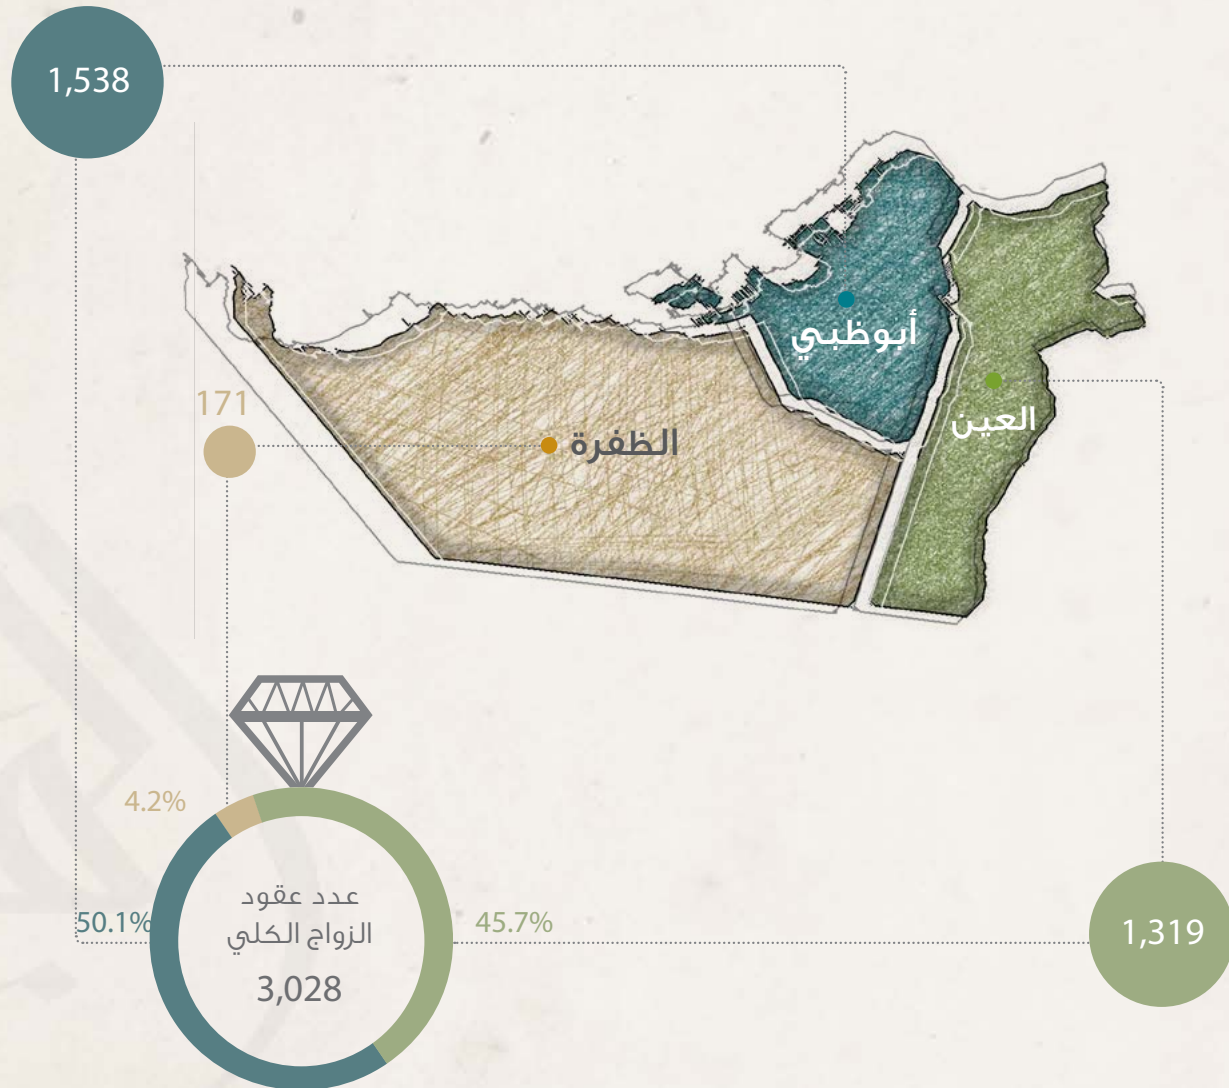 1,538
أبوظبي
العين
171
الظفرة
4.2%
50.1%
45.7%
عدد عقود
الزواج الكلي
3,028
1,319